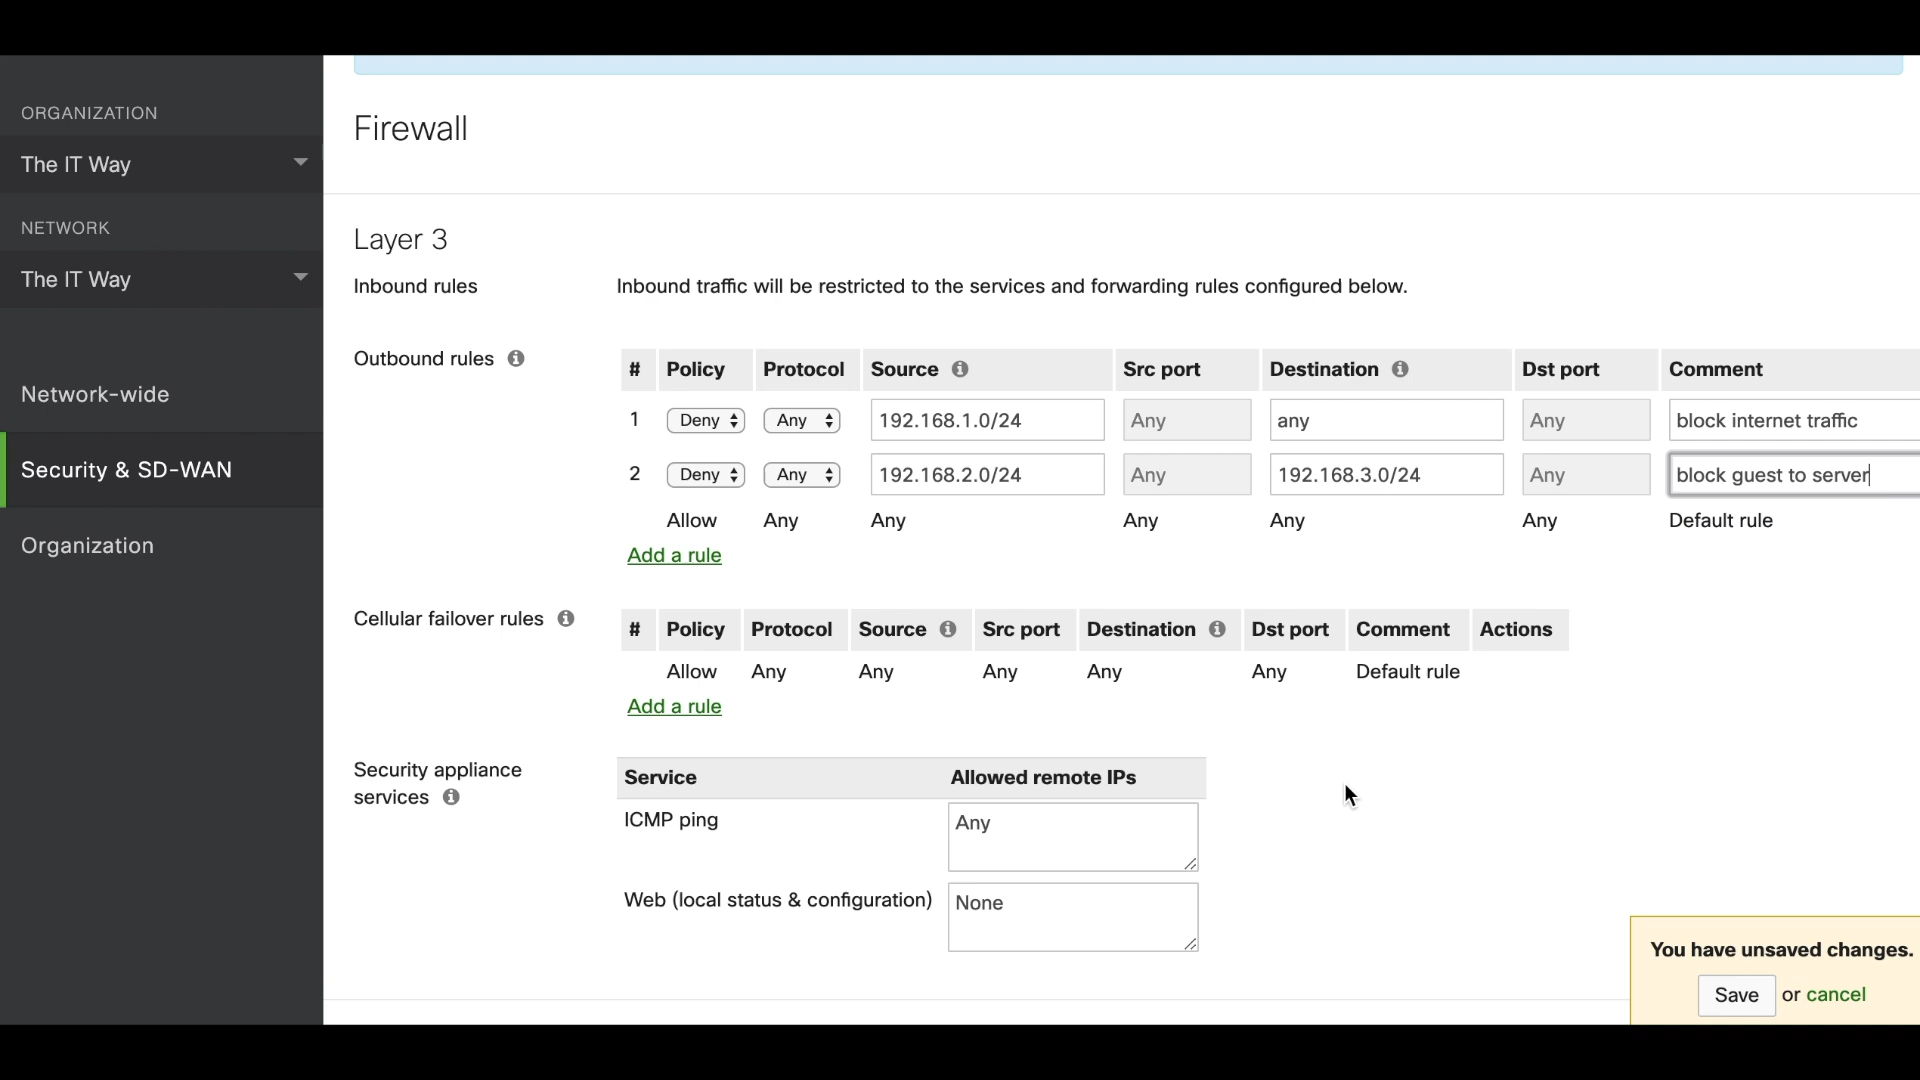 ORGANIZATION
The IT Way
NETWORK
The IT Way
Network-wide
Security & SD-WAN
Organization
Firewall
Layer 3
Inbound rules Inbound traffic will be restricted to the services and forwarding rules configured below.
Outbound rules
# Policy Protocol Source Src port Destination Dst port Comment
1 Deny Any 192.168.1.0/24 Any any Any block internet traffic
2 Deny Any 192.168.2.0/24 Any 192.168.3.0/24 Any block guest to server
Allow Any Any Any Any Any Default rule
Add a rule
Cellular failover rules
# Policy Protocol Source Src port Destination Dst port Comment Actions
Allow Any Any Any Any Any Default rule
Add a rule
Security appliance
services
Service Allowed remote IPs
ICMP ping Any
Web (local status & configuration) None
You have unsaved changes.
Save or cancel